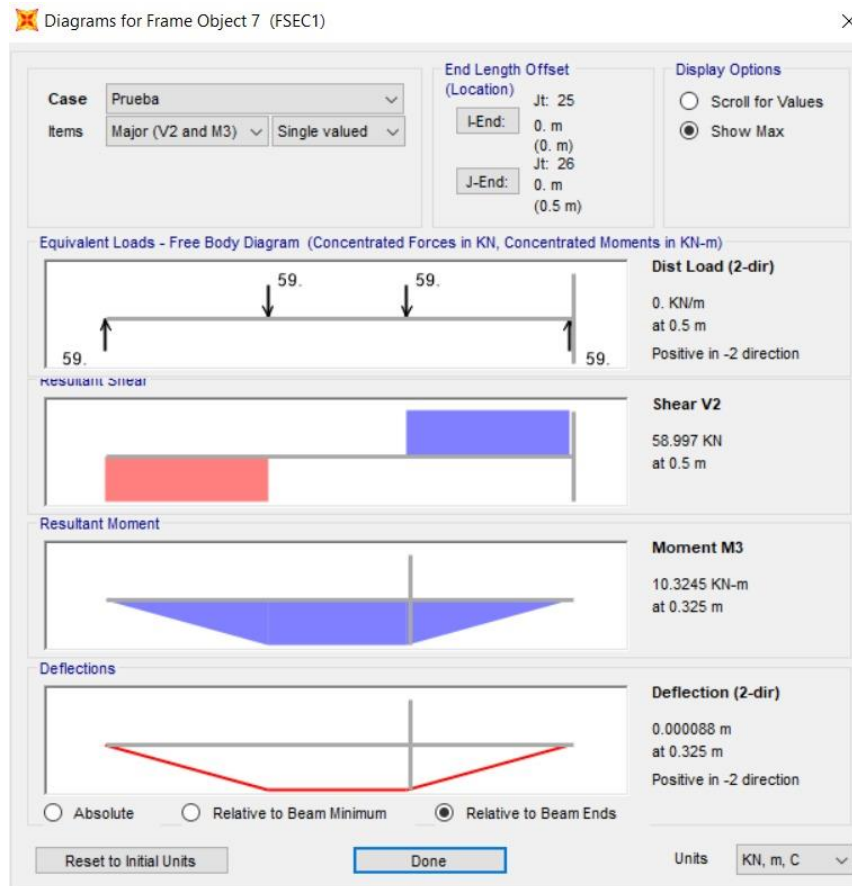 Diagrams for Frame Object 7 (FSEC1)
Case
Prueba
Items
Major (V2 and M3)
Single valued
End Length Offset
(Location)
I-End:
Jt: 25
0. m
(0. m)
J-End:
Jt: 26
0. m
(0.5 m)
Display Options
Scroll for Values
Show Max
Equivalent Loads - Free Body Diagram (Concentrated Forces in KN, Concentrated Moments in KN-m)
59.
59.
59.
59.
Dist Load (2-dir)
0. KN/m
at 0.5 m
Positive in -2 direction
Resultant Shear
Shear V2
58.997 KN
at 0.5 m
Resultant Moment
Moment M3
10.3245 KN-m
at 0.325 m
Deflections
Deflection (2-dir)
0.000088 m
at 0.325 m
Positive in -2 direction
Absolute
Relative to Beam Minimum
Relative to Beam Ends
Reset to Initial Units
Done
Units
KN, m, C